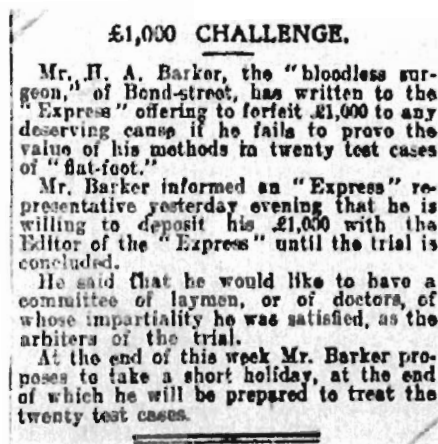 £1,000 CHALLENGE.
Mr. H. A. Barker, the "bloodless sur-
geon," of Bond-street, has written to the
"Express" offering to forfeit £1,000 to any
deserving cause if he fails to prove the
value of his methods in twenty test cases
of "flat-foot."
Mr. Barker informed an "Express" re-
presentative yesterday evening that he is
willing to deposit his £1,000 with the
Editor of the "Express" until the trial is
concluded.
He said that he would like to have a
committee of laymen, or of doctors, of
whose impartiality he was satisfied, as the
arbiters of the trial.
At the end of this week Mr. Barker pro-
poses to take a short holiday, at the end
of which he will be prepared to treat the
twenty test cases.